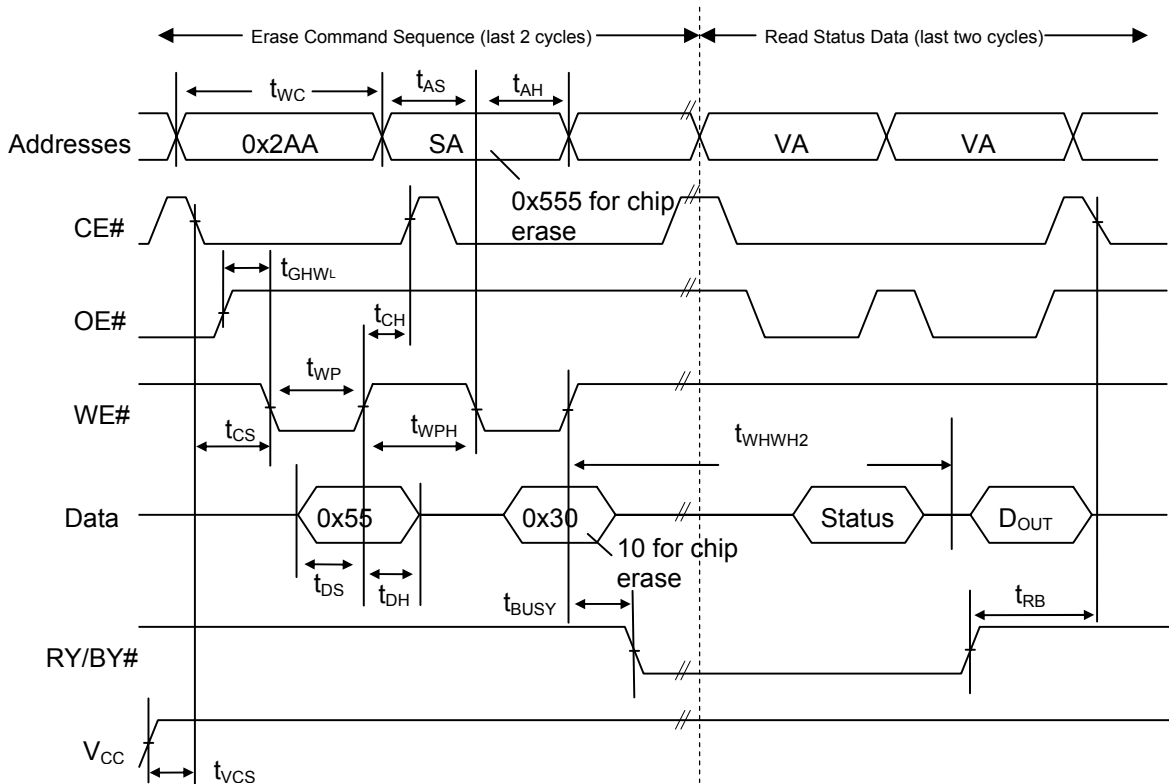 Erase Command Sequence (last 2 cycles) Read Status Data (last two cycles)
tWC tAS tAH
Addresses 0x2AA SA VA VA
0x555 for chip
erase
CE#
tGHWL
OE#
tCH
tWP
WE#
tCS tWPH tWHWH2
Data 0x55 0x30 Status DOUT
10 for chip
erase
tDS tDH
tBUSY tRB
RY/BY#
VCC
tVCS